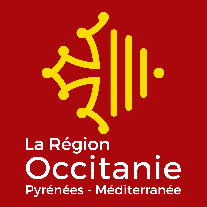 La Région
Occitanie
Pyrénées - Méditerranée